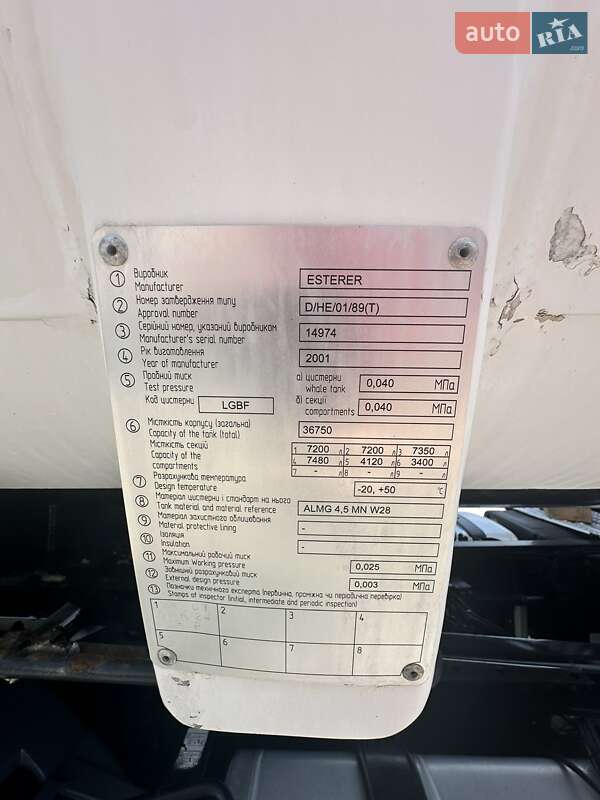 auto RIA .com
1 Виробник
Manufacturer
ESTERER
2 Номер затвердження типу
Approval number
D/HE/01/89(T)
3 Серійний номер, указаний виробником
Manufacturer's serial number
14974
4 Рік виготовлення
Year of manufacturer
2001
5 Пробний тиск
Test pressure
а) цистерни
whole tank
0,040 МПа
Код цистерни LGBF
б) секції
compartments
0,040 МПа
6 Місткість корпусу (загальна)
Capacity of the tank (total)
36750
Місткість секцій
Capacity of the
compartments
1 7200 л 2 7200 л 3 7350 л
4 7480 л 5 4120 л 6 3400 л
7 - л 8 - л 9 - л
7 Розрахункова температура
Design temperature
-20, +50 °C
8 Матеріал цистерни і стандарт на нього
Tank material and material reference
ALMG 4,5 MN W28
9 Матеріал захистного облицювання
Material protective lining
-
10 Ізоляція
Insulation
-
11 Максимальний робочий тиск
Maximum Working pressure
0,025 МПа
12 Зовнішній розрахунковий тиск
External design pressure
0,003 МПа
13 Позначки технічного експерта (первинна, проміжна чи періодична перевірка)
Stamps of inspector (initial, intermediate and periodic inspection)
1 2 3 4
5 6 7 8